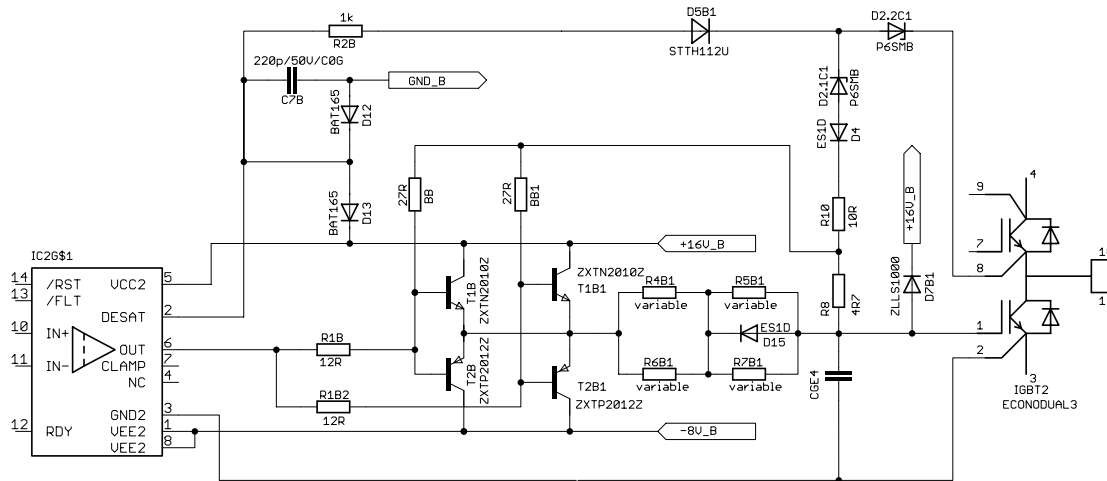 D5B1
D2.2C1
1k
R2B
STTH112U
P6SMB
220p/50V/C0G
C7B
GND_B
BAT165
D12
D2.1C1
P6SMB
ES1D
D4
27R
BB
27R
BB1
BAT165
D13
R10
10R
+16V_B
4
9
7
8
IC2G$1
+16V_B
14
/RST
VCC2
5
13
/FLT
ZXTN2010Z
T1B
ZXTN2010Z
T1B1
R4B1
variable
R5B1
variable
R8
4R7
ZLLS1000
D7B1
10
1
DESAT
2
10
IN+
OUT
6
11
IN-
CLAMP
7
NC
4
R1B
12R
R1B2
12R
T2B
ZXTP2012Z
T2B1
ZXTP2012Z
ES1D
D15
R6B1
variable
R7B1
variable
1
2
3
CGE4
IGBT2
ECONODUAL3
GND2
3
12
RDY
VEE2
1
VEE2
8
-8V_B